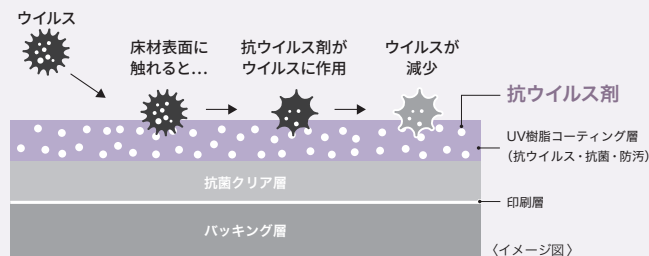 ウイルス
床材表面に
触れると…
抗ウイルス剤が
ウイルスに作用
ウイルスが
減少
抗ウイルス剤
UV樹脂コーティング層
(抗ウイルス・抗菌・防汚)
抗菌クリア層
印刷層
バッキング層
〈イメージ図〉